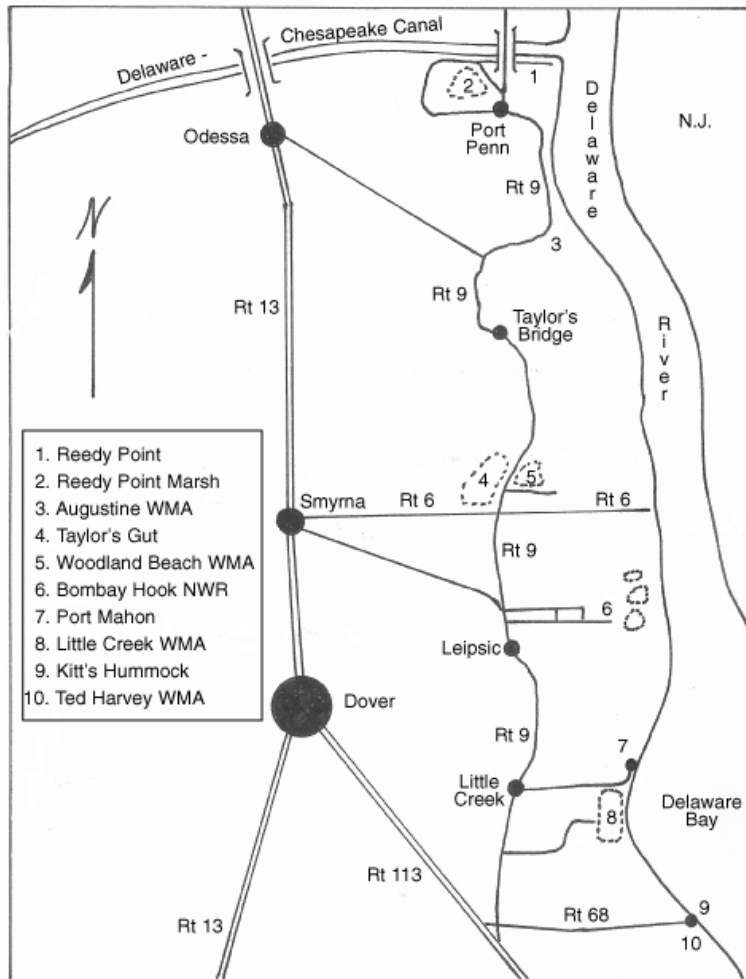 Chesapeake Canal
Delaware -
1
2
Port
Penn
Delaware
N.J.
Odessa
Rt 9
N
3
Rt 9
Rt 13
Taylor's
Bridge
River
1. Reedy Point
2. Reedy Point Marsh
3. Augustine WMA
4. Taylor's Gut
5. Woodland Beach WMA
6. Bombay Hook NWR
7. Port Mahon
8. Little Creek WMA
9. Kitt's Hummock
10. Ted Harvey WMA
4
5
Smyrna
Rt 6
Rt 6
Rt 9
6
Leipsic
Dover
Rt 9
7
Little
Creek
8
Delaware
Bay
Rt 113
Rt 13
Rt 68
9
10